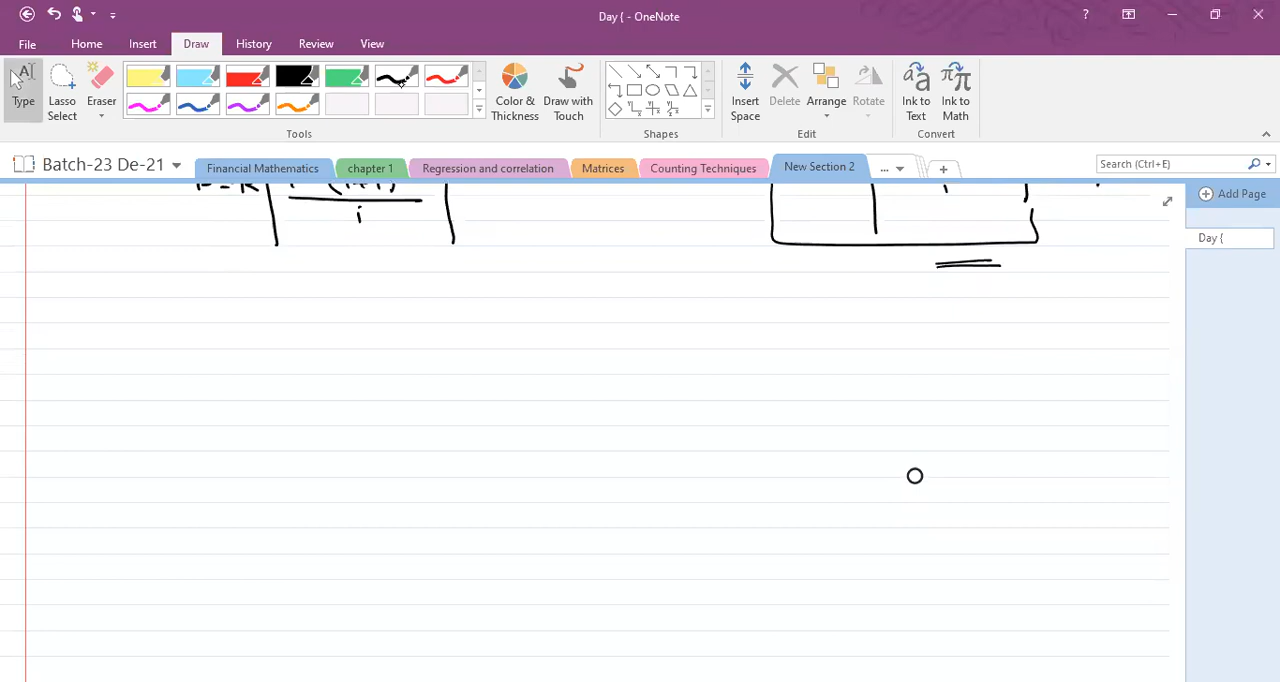 Day { - OneNote
?
File Home Insert Draw History Review View
Type
Lasso
Select
Eraser
Color &
Thickness
Draw with
Touch
Insert
Space
Delete
Arrange
Rotate
Ink to
Text
Ink to
Math
Tools
Shapes
Edit
Convert
Batch-23 De-21
Financial Mathematics
chapter 1
Regression and correlation
Matrices
Counting Techniques
New Section 2
...
Search (Ctrl+E)
Add Page
Day {
i